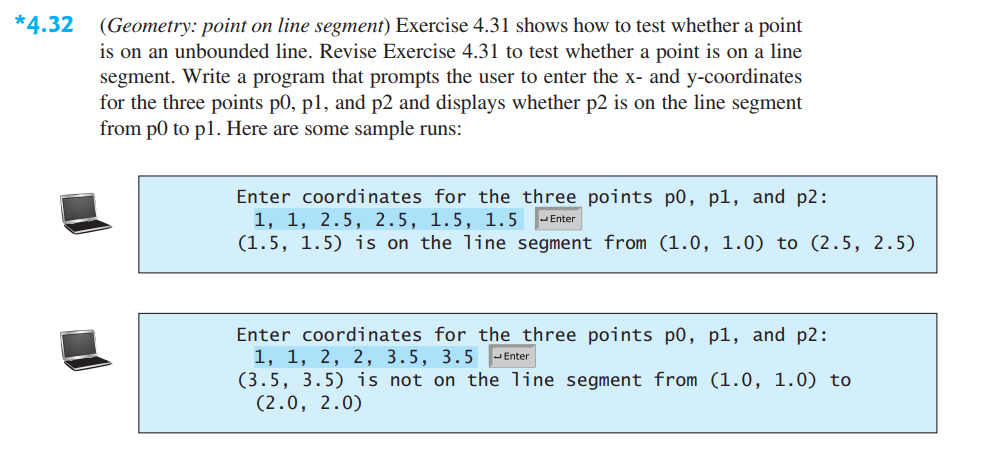 *4.32 (Geometry: point on line segment) Exercise 4.31 shows how to test whether a point
is on an unbounded line. Revise Exercise 4.31 to test whether a point is on a line
segment. Write a program that prompts the user to enter the x- and y-coordinates
for the three points p0, p1, and p2 and displays whether p2 is on the line segment
from p0 to p1. Here are some sample runs:
Enter coordinates for the three points p0, p1, and p2:
1, 1, 2.5, 2.5, 1.5, 1.5 ↵Enter
(1.5, 1.5) is on the line segment from (1.0, 1.0) to (2.5, 2.5)
Enter coordinates for the three points p0, p1, and p2:
1, 1, 2, 2, 3.5, 3.5 ↵Enter
(3.5, 3.5) is not on the line segment from (1.0, 1.0) to
(2.0, 2.0)